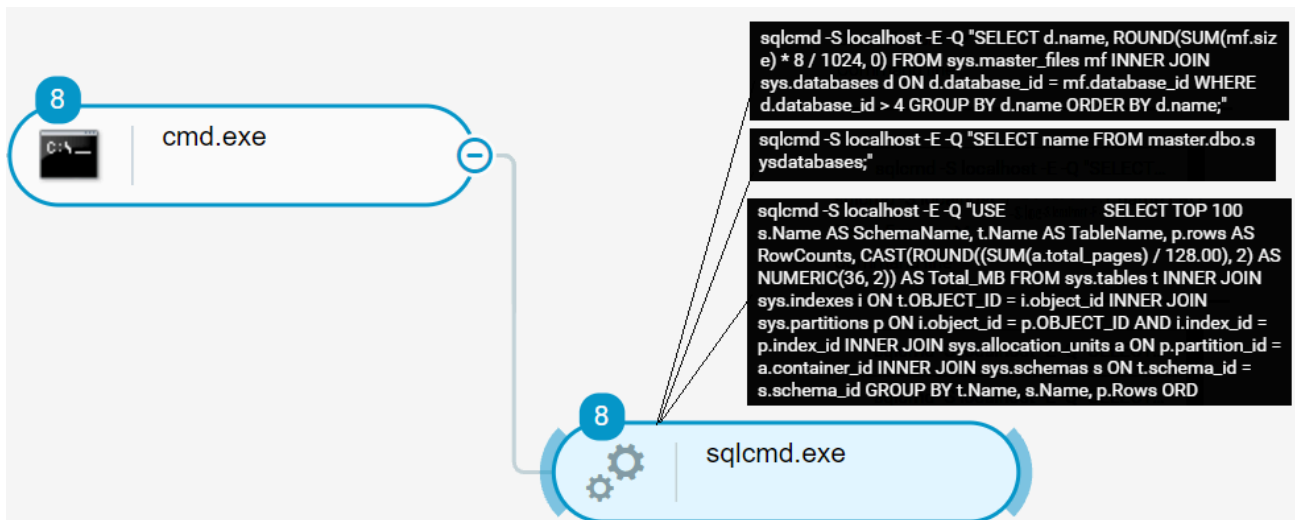 sqlcmd -S localhost -E -Q "SELECT d.name, ROUND(SUM(mf.siz
e) * 8 / 1024, 0) FROM sys.master_files mf INNER JOIN
sys.databases d ON d.database_id = mf.database_id WHERE
d.database_id > 4 GROUP BY d.name ORDER BY d.name;"
8
cmd.exe
sqlcmd -S localhost -E -Q "SELECT name FROM master.dbo.s
ysdatabases;"
sqlcmd -S localhost -E -Q "SELECT...
sqlcmd -S localhost -E -Q "USE SELECT TOP 100
s.Name AS SchemaName, t.Name AS TableName, p.rows AS
RowCounts, CAST(ROUND((SUM(a.total_pages) / 128.00), 2) AS
NUMERIC(36, 2)) AS Total_MB FROM sys.tables t INNER JOIN
sys.indexes i ON t.OBJECT_ID = i.object_id INNER JOIN
sys.partitions p ON i.object_id = p.OBJECT_ID AND i.index_id =
p.index_id INNER JOIN sys.allocation_units a ON p.partition_id =
a.container_id INNER JOIN sys.schemas s ON t.schema_id =
s.schema_id GROUP BY t.Name, s.Name, p.Rows ORD
8
sqlcmd.exe